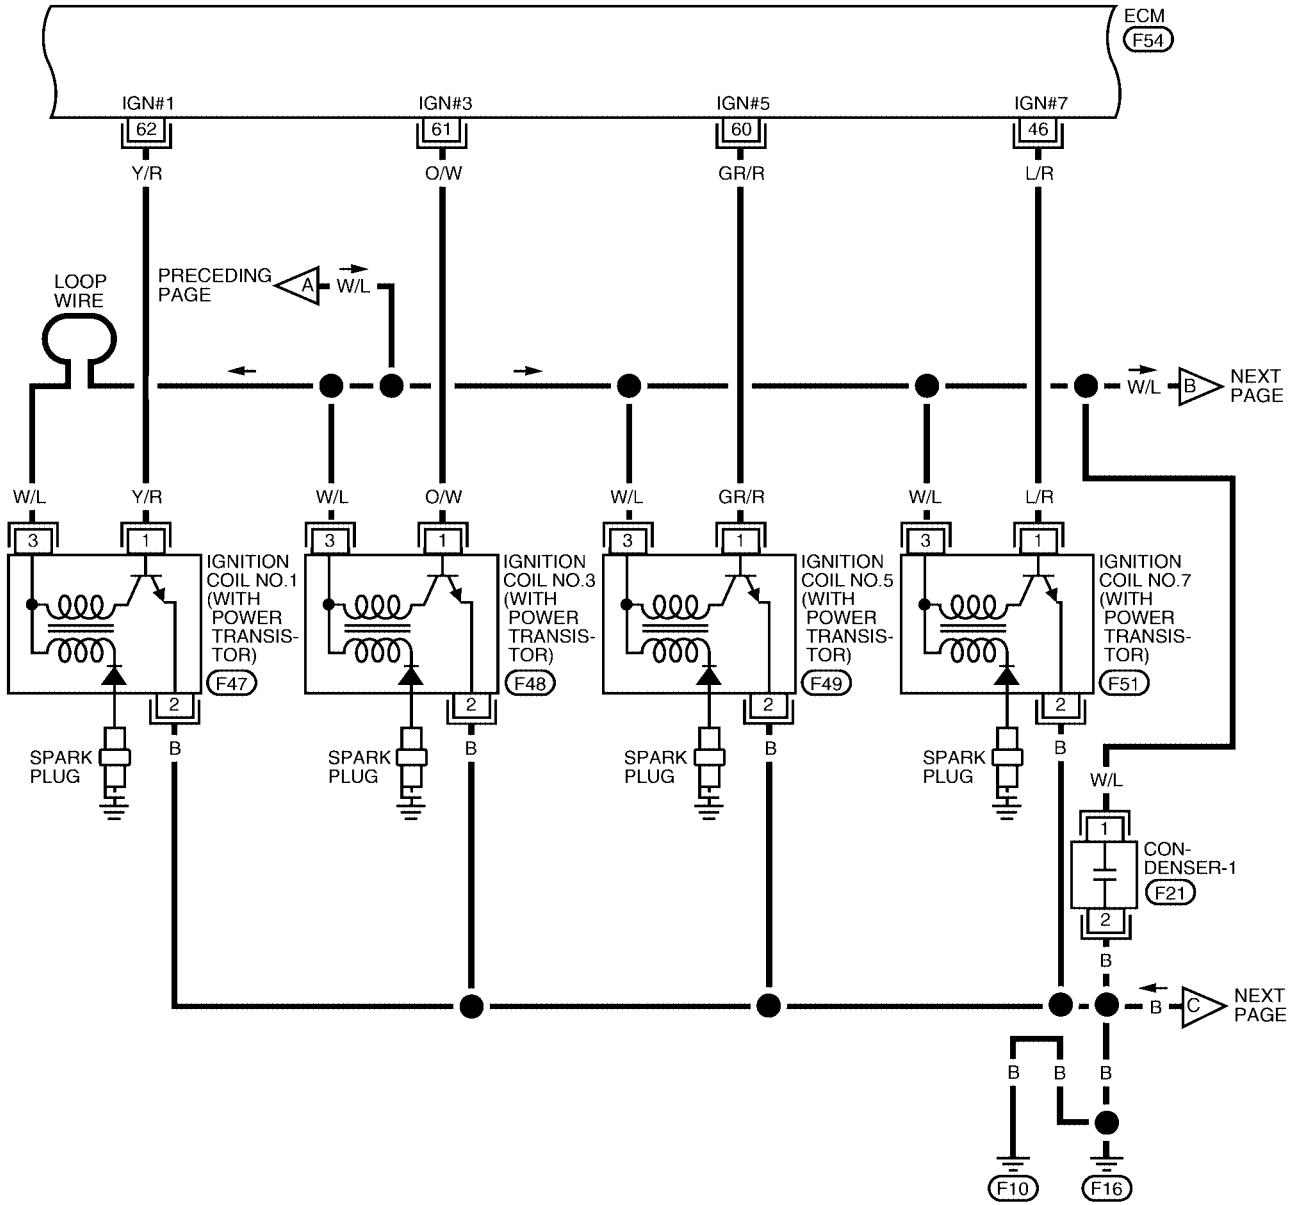 ECM
F54
IGN#1
IGN#3
IGN#5
IGN#7
62
61
60
46
Y/R
O/W
GR/R
L/R
LOOP
WIRE
PRECEDING
PAGE
A
W/L
W/L
B
NEXT
PAGE
W/L
Y/R
W/L
O/W
W/L
GR/R
W/L
L/R
3
1
3
1
3
1
3
1
IGNITION
COIL NO.1
(WITH
POWER
TRANSIS-
TOR)
F47
IGNITION
COIL NO.3
(WITH
POWER
TRANSIS-
TOR)
F48
IGNITION
COIL NO.5
(WITH
POWER
TRANSIS-
TOR)
F49
IGNITION
COIL NO.7
(WITH
POWER
TRANSIS-
TOR)
F51
2
2
2
2
B
B
B
B
SPARK
PLUG
SPARK
PLUG
SPARK
PLUG
SPARK
PLUG
W/L
1
CON-
DENSER-1
F21
2
B
B
C
NEXT
PAGE
B
B
B
F10
F16